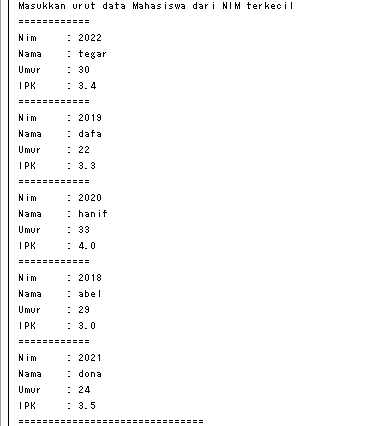 Masukkan urut data Mahasiswa dari NIM terkecil
============
Nim : 2022
Nama : tegar
Umur : 30
IPK : 3.4
============
Nim : 2019
Nama : dafa
Umur : 22
IPK : 3.3
============
Nim : 2020
Nama : hanif
Umur : 33
IPK : 4.0
============
Nim : 2018
Nama : abel
Umur : 29
IPK : 3.0
============
Nim : 2021
Nama : dona
Umur : 24
IPK : 3.5
===============================